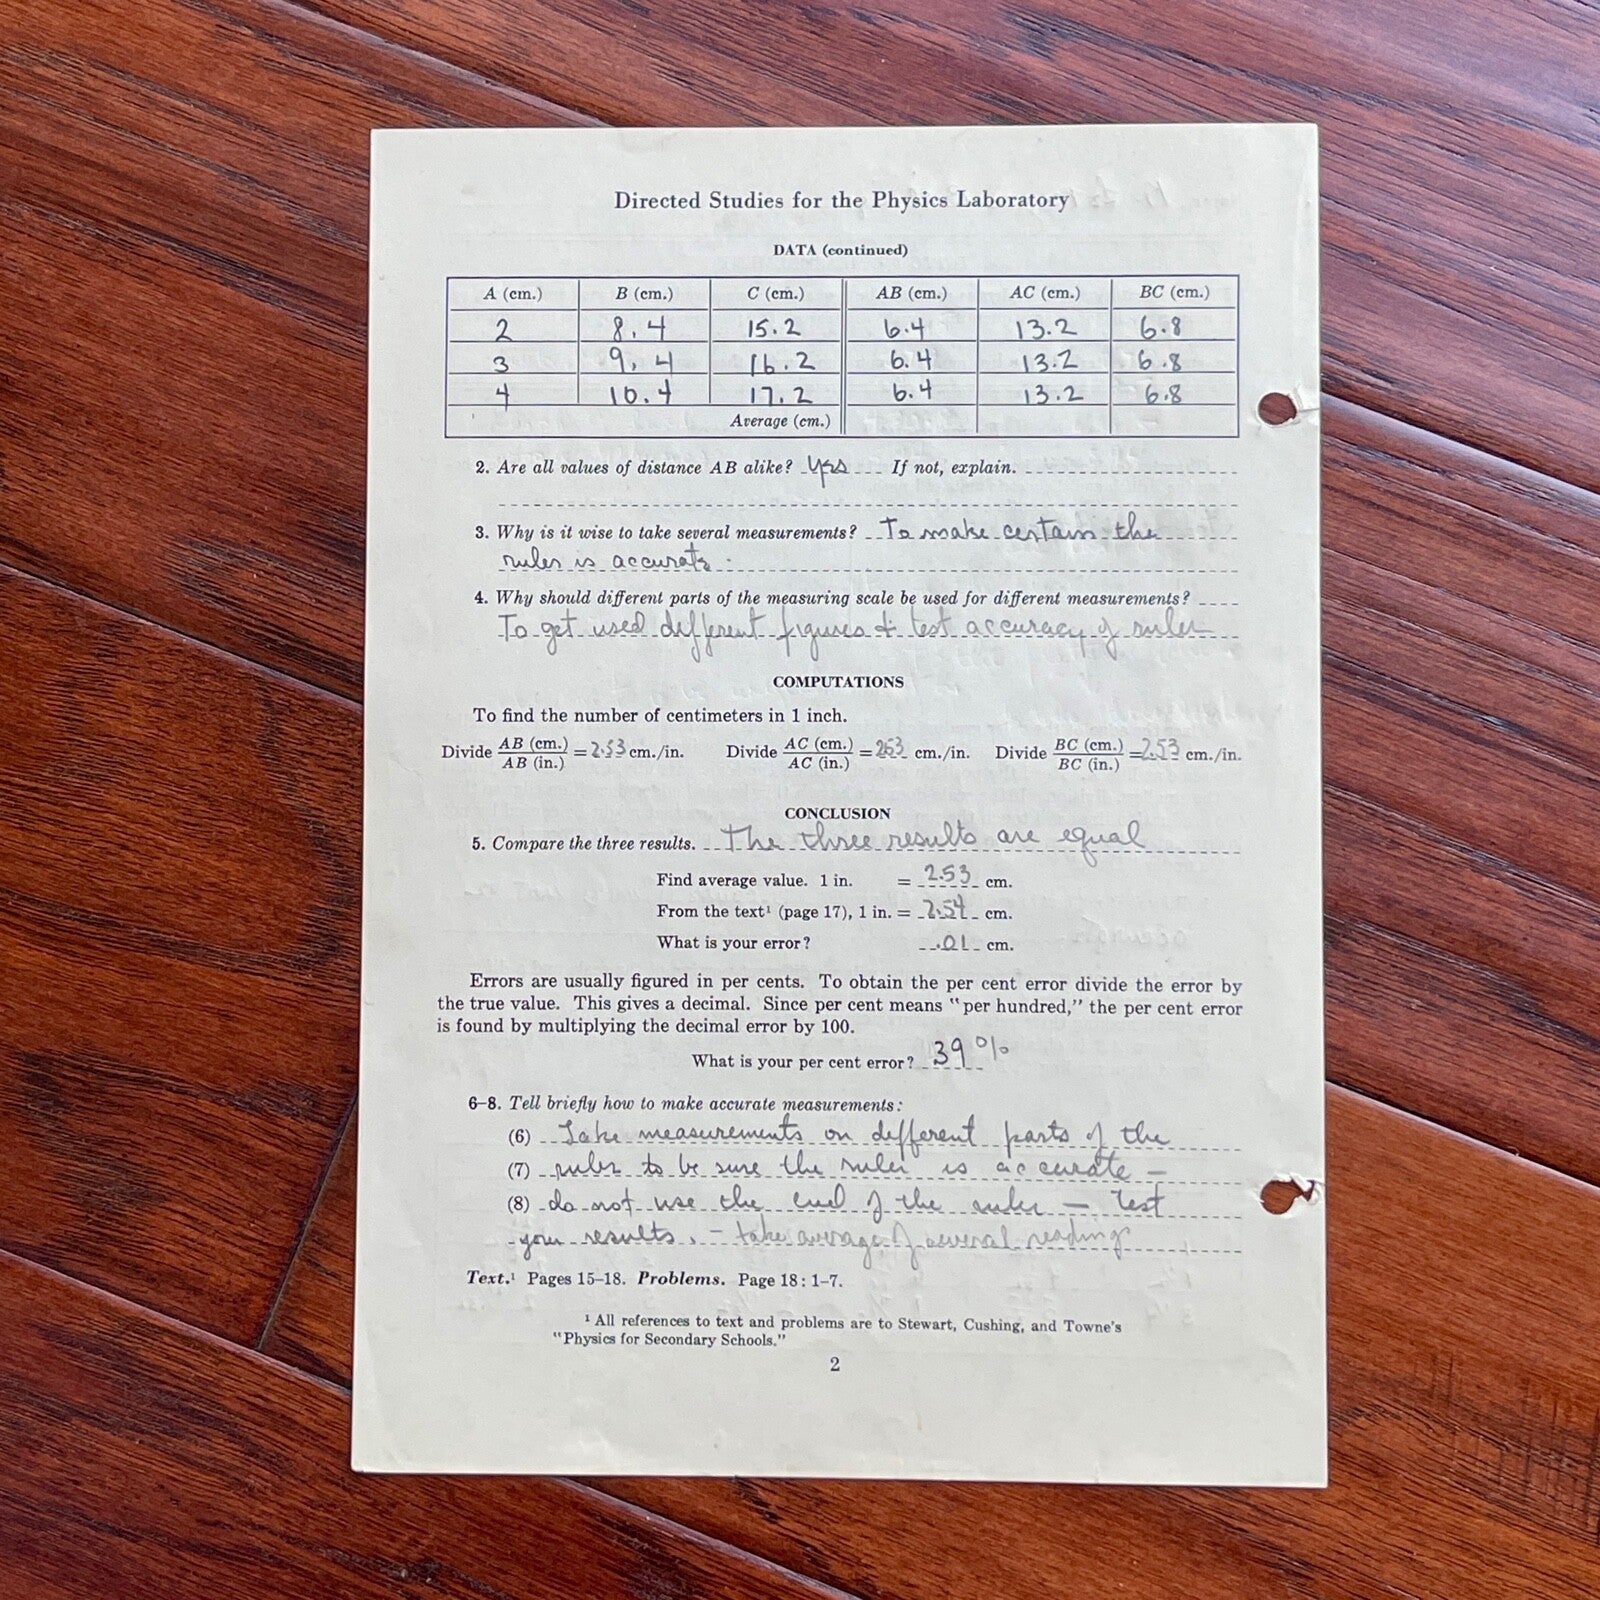 Directed Studies for the Physics Laboratory
DATA (continued)
A (cm.) B (cm.) C (cm.) AB (cm.) AC (cm.) BC (cm.)
2 8.4 15.2 6.4 13.2 6.8
3 9.4 16.2 6.4 13.2 6.8
4 10.4 17.2 6.4 13.2 6.8
Average (cm.)
2. Are all values of distance AB alike? Yes If not, explain.
3. Why is it wise to take several measurements? To make certain the
ruler is accurate.
4. Why should different parts of the measuring scale be used for different measurements?
To get used different figures & test accuracy of ruler
COMPUTATIONS
To find the number of centimeters in 1 inch.
Divide AB (cm.)/AB (in.) = 2.53 cm./in. Divide AC (cm.)/AC (in.) = 263 cm./in. Divide BC (cm.)/BC (in.) = 2.53 cm./in.
CONCLUSION
5. Compare the three results. The three results are equal
Find average value. 1 in. = 2.53 cm.
From the text¹ (page 17), 1 in. = 2.54 cm.
What is your error? .01 cm.
Errors are usually figured in per cents. To obtain the per cent error divide the error by
the true value. This gives a decimal. Since per cent means "per hundred," the per cent error
is found by multiplying the decimal error by 100.
What is your per cent error? 39%
6–8. Tell briefly how to make accurate measurements:
(6) Take measurements on different parts of the
(7) ruler to be sure the ruler is accurate –
(8) do not use the end of the ruler – Test
your results. – take average of several readings
Text.¹ Pages 15–18. Problems. Page 18: 1–7.
¹ All references to text and problems are to Stewart, Cushing, and Towne's
"Physics for Secondary Schools."
2